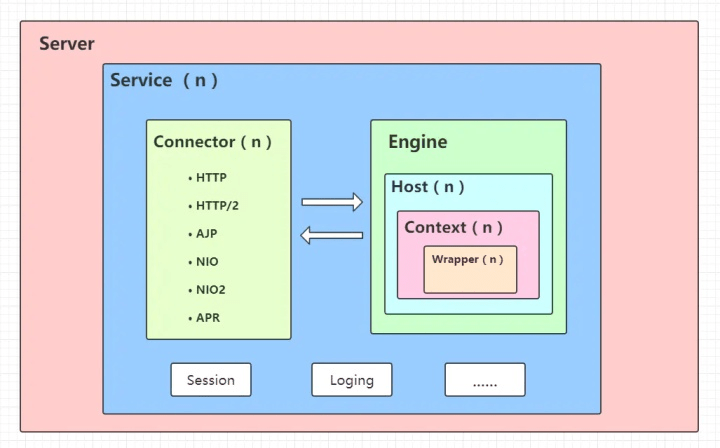 Server
Service （n）
Connector（n）
• HTTP
• HTTP/2
• AJP
• NIO
• NIO2
• APR
Engine
Host（n）
Context（n）
Wrapper（n）
Session
Loging
......